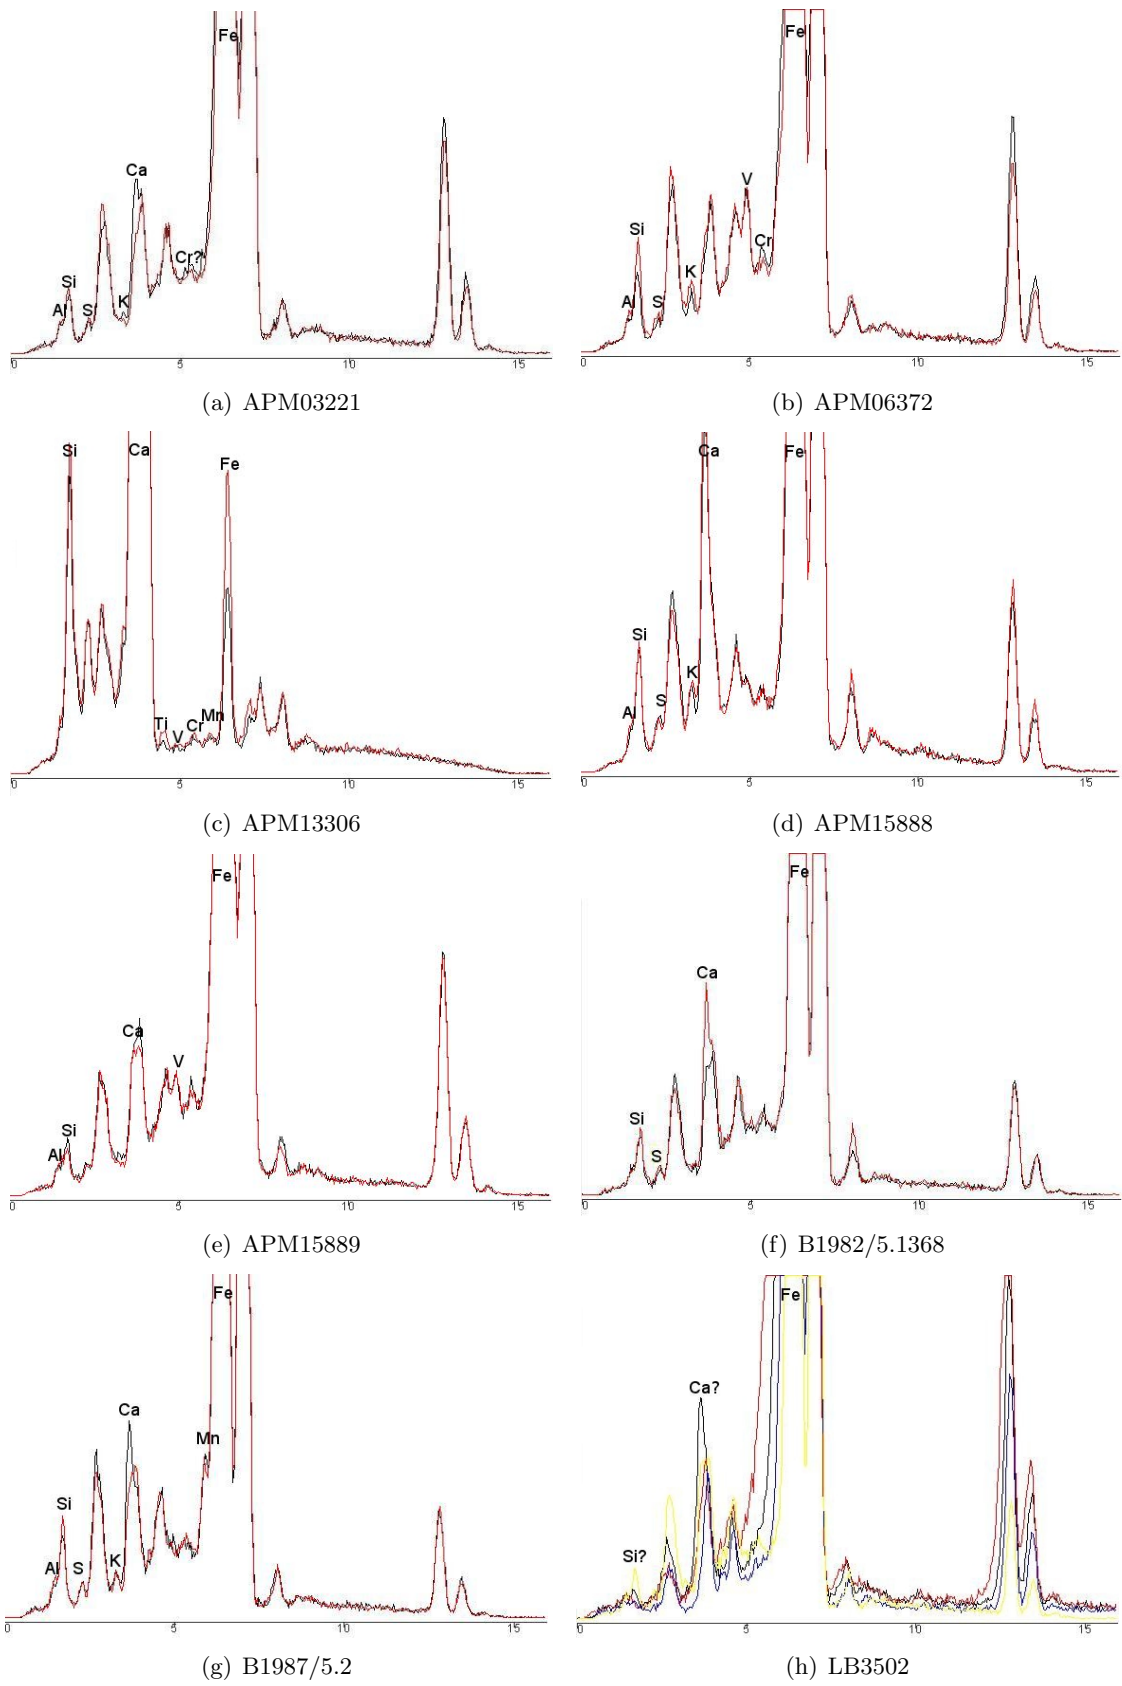 Fe
Ca
Cr?
Si
Al
S
K
0 5 10 15
(a) APM03221
Fe
V
Si
Cr
K
Al
S
0 5 10 15
(b) APM06372
Si
Ca
Fe
Ti
V
Cr
Mn
0 5 10 15
(c) APM13306
Ca
Fe
Si
K
S
Al
0 5 10 15
(d) APM15888
Fe
Ca
V
Si
Al
0 5 10 15
(e) APM15889
Fe
Ca
Si
S
0 5 10 15
(f) B1982/5.1368
Fe
Ca
Mn
Si
Al
S
K
0 5 10 15
(g) B1987/5.2
Fe
Ca?
Si?
0 5 10 15
(h) LB3502